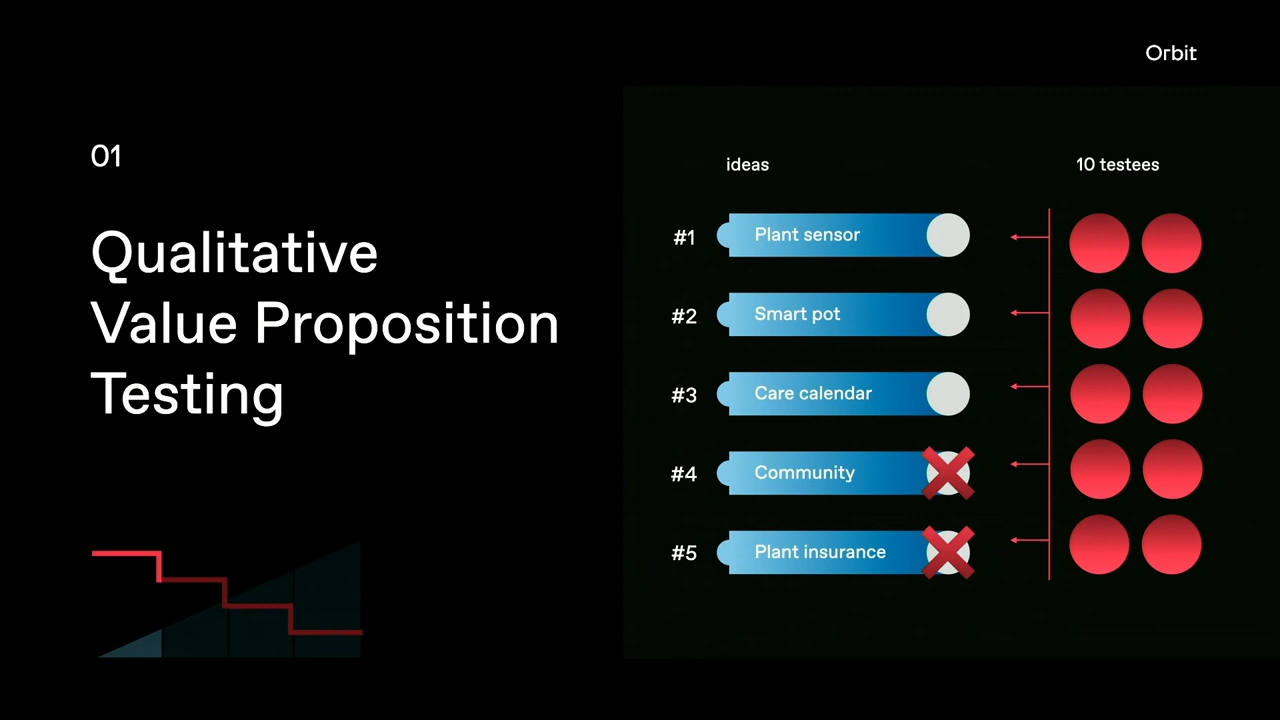 Orbit
01
Qualitative
Value Proposition
Testing
ideas
10 testees
#1 Plant sensor
#2 Smart pot
#3 Care calendar
#4 Community
#5 Plant insurance